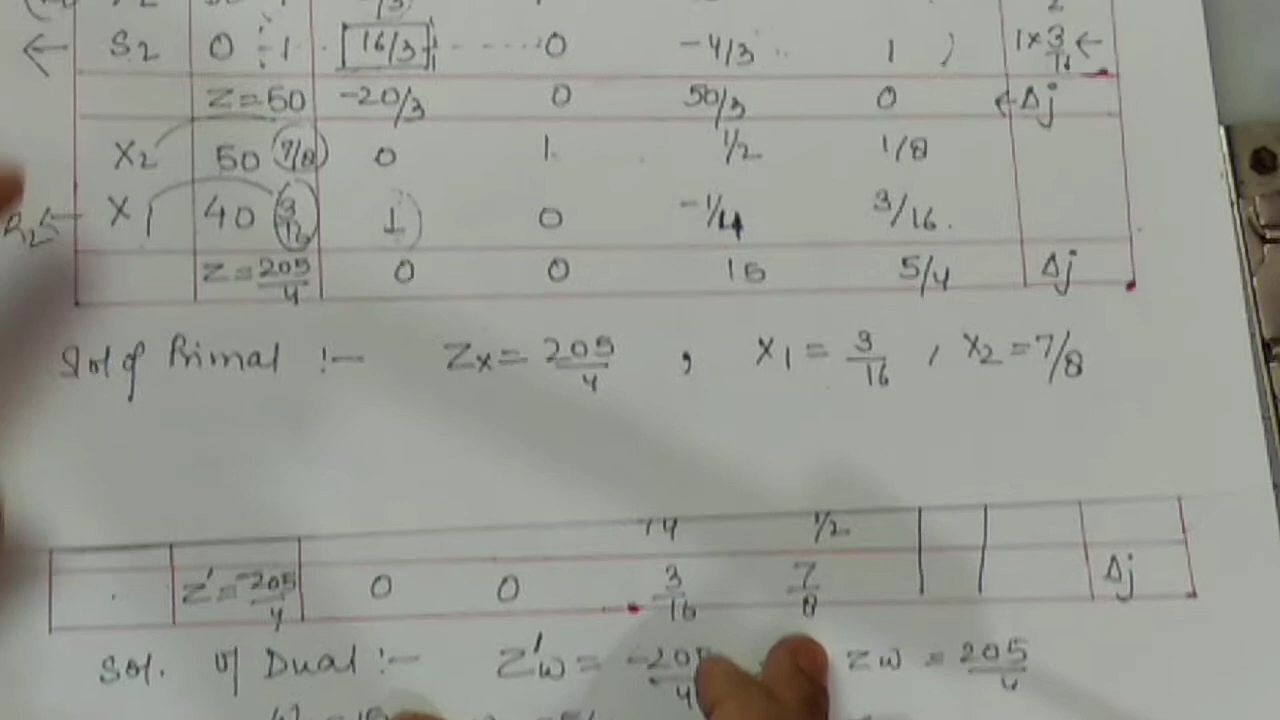 S2 0 1 16/3 0 -4/3 1 1 x 3/16 ←
Z=50 -20/3 0 50/3 0 ← Δj
X2 50 7/8 0 1 1/2 1/8
R2 ← X1 40 3/16 1 0 -1/4 3/16
Z=205/4 0 0 15 5/4 Δj
Sol of Primal :- Zx = 205/4 , X1 = 3/16 , X2 = 7/8
1/2
Z' = -205/4 0 0 3/16 7/8 Δj
Sol. of Dual :- Z'w = -205/4 Zw = 205/4